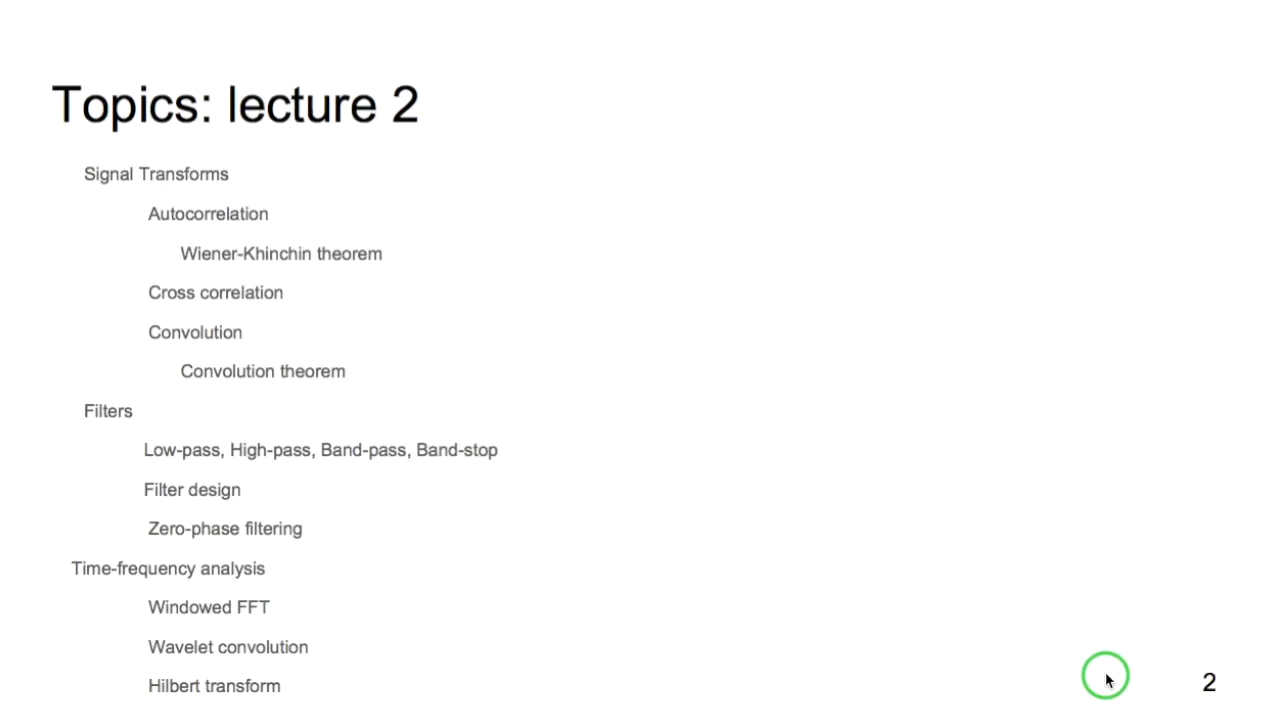 Topics: lecture 2
Signal Transforms
Autocorrelation
Wiener-Khinchin theorem
Cross correlation
Convolution
Convolution theorem
Filters
Low-pass, High-pass, Band-pass, Band-stop
Filter design
Zero-phase filtering
Time-frequency analysis
Windowed FFT
Wavelet convolution
Hilbert transform
2